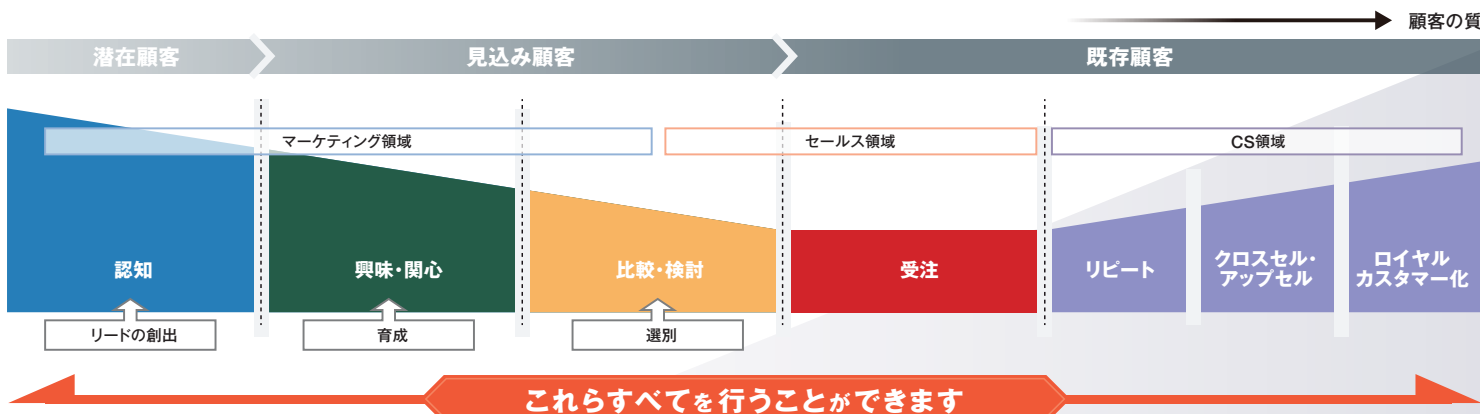 顧客の質
潜在顧客
見込み顧客
既存顧客
マーケティング領域
セールス領域
CS領域
認知
興味・関心
比較・検討
受注
リピート
クロスセル・
アップセル
ロイヤル
カスタマー化
リードの創出
育成
選別
これらすべてを行うことができます